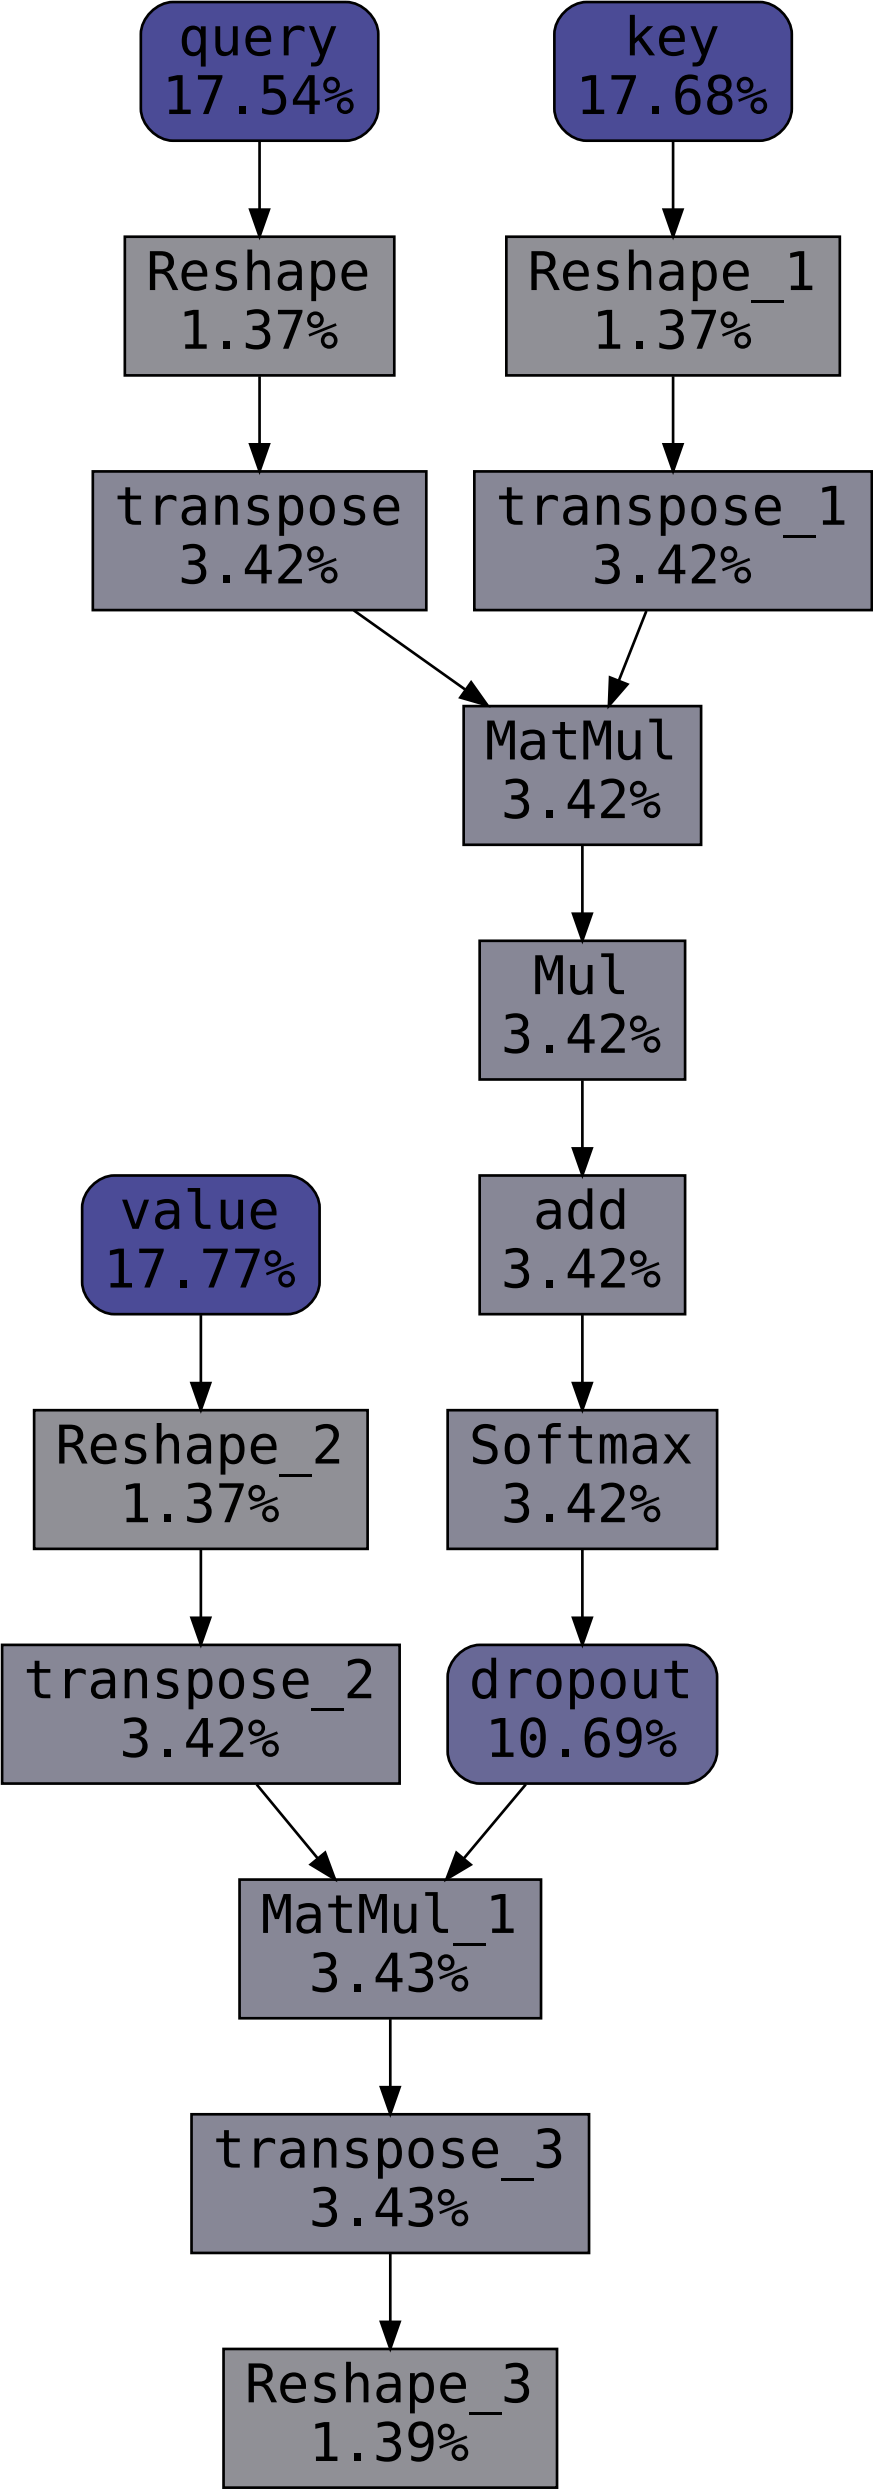 query
17.54%
key
17.68%
Reshape
1.37%
Reshape_1
1.37%
transpose
3.42%
transpose_1
3.42%
MatMul
3.42%
Mul
3.42%
add
3.42%
value
17.77%
Reshape_2
1.37%
Softmax
3.42%
transpose_2
3.42%
dropout
10.69%
MatMul_1
3.43%
transpose_3
3.43%
Reshape_3
1.39%